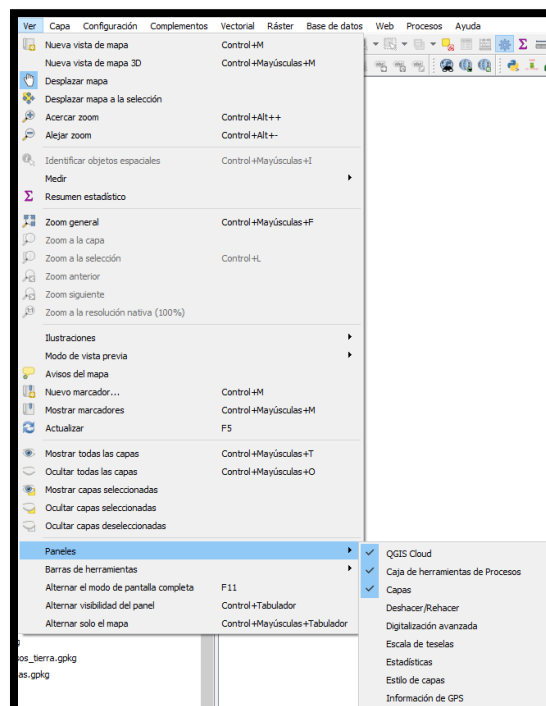 Ver Capa Configuración Complementos Vectorial Ráster Base de datos Web Procesos Ayuda
Nueva vista de mapa Control+M
Nueva vista de mapa 3D Control+Mayúsculas+M
Desplazar mapa
Desplazar mapa a la selección
Acercar zoom Control+Alt++
Alejar zoom Control+Alt+-
Identificar objetos espaciales Control+Mayúsculas+I
Medir
Resumen estadístico
Zoom general Control+Mayúsculas+F
Zoom a la capa
Zoom a la selección Control+L
Zoom anterior
Zoom siguiente
Zoom a la resolución nativa (100%)
Ilustraciones
Modo de vista previa
Avisos del mapa
Nuevo marcador... Control+M
Mostrar marcadores Control+Mayúsculas+M
Actualizar F5
Mostrar todas las capas Control+Mayúsculas+T
Ocultar todas las capas Control+Mayúsculas+O
Mostrar capas seleccionadas
Ocultar capas seleccionadas
Ocultar capas deseleccionadas
Paneles
Barras de herramientas
Alternar el modo de pantalla completa F11
Alternar visibilidad del panel Control+Tabulador
Alternar solo el mapa Control+Mayúsculas+Tabulador
QGIS Cloud
Caja de herramientas de Procesos
Capas
Deshacer/Rehacer
Digitalización avanzada
Escala de teselas
Estadísticas
Estilo de capas
Información de GPS
os_tierra.gpkg
as.gpkg